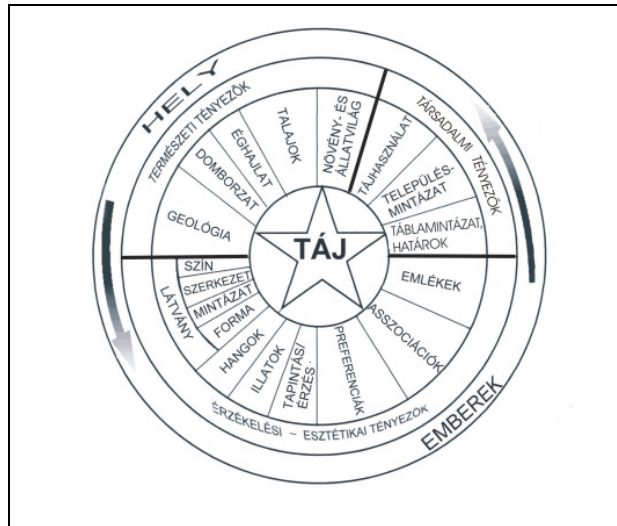 HELY
TERMÉSZETI TÉNYEZŐK
GEOLÓGIA
DOMBORZAT
ÉGHAJLAT
TALAJOK
NÖVÉNY- ÉS
ÁLLATVILÁG
TÁRSADALMI TÉNYEZŐK
TÁJHASZNÁLAT
TELEPÜLÉS-
MINTÁZAT
TÁBLAMINTÁZAT,
HATÁROK
TÁJ
EMLÉKEK
ASSZOCIÁCIÓK
PREFERENCIÁK
TAPINTÁS/
ÉRZÉS
ILLATOK
HANGOK
LÁTVÁNY
SZÍN
SZERKEZET
MINTÁZAT
FORMA
ÉRZÉKELÉSI - ESZTÉTIKAI TÉNYEZŐK
EMBEREK